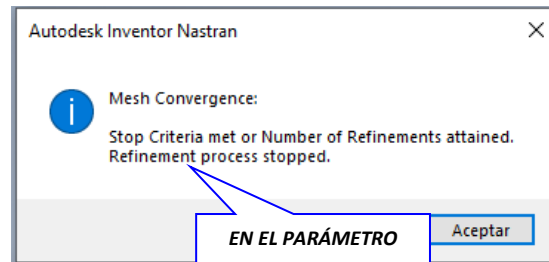 Autodesk Inventor Nastran
Mesh Convergence:
Stop Criteria met or Number of Refinements attained.
Refinement process stopped.
EN EL PARÁMETRO
Aceptar